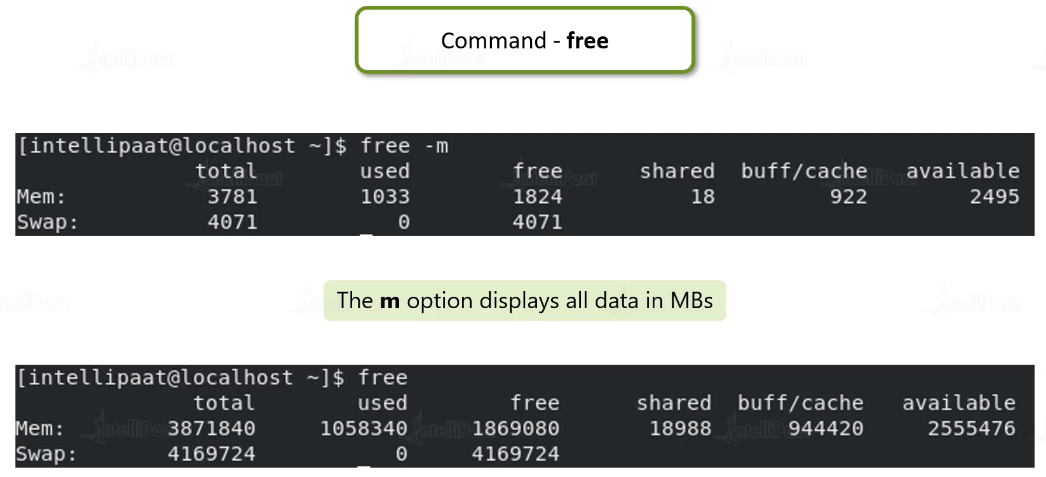 Command - free
[intellipaat@localhost ~]$ free -m
total used free shared buff/cache available
Mem: 3781 1033 1824 18 922 2495
Swap: 4071 0 4071
The m option displays all data in MBs
[intellipaat@localhost ~]$ free
total used free shared buff/cache available
Mem: 3871840 1058340 1869080 18988 944420 2555476
Swap: 4169724 0 4169724